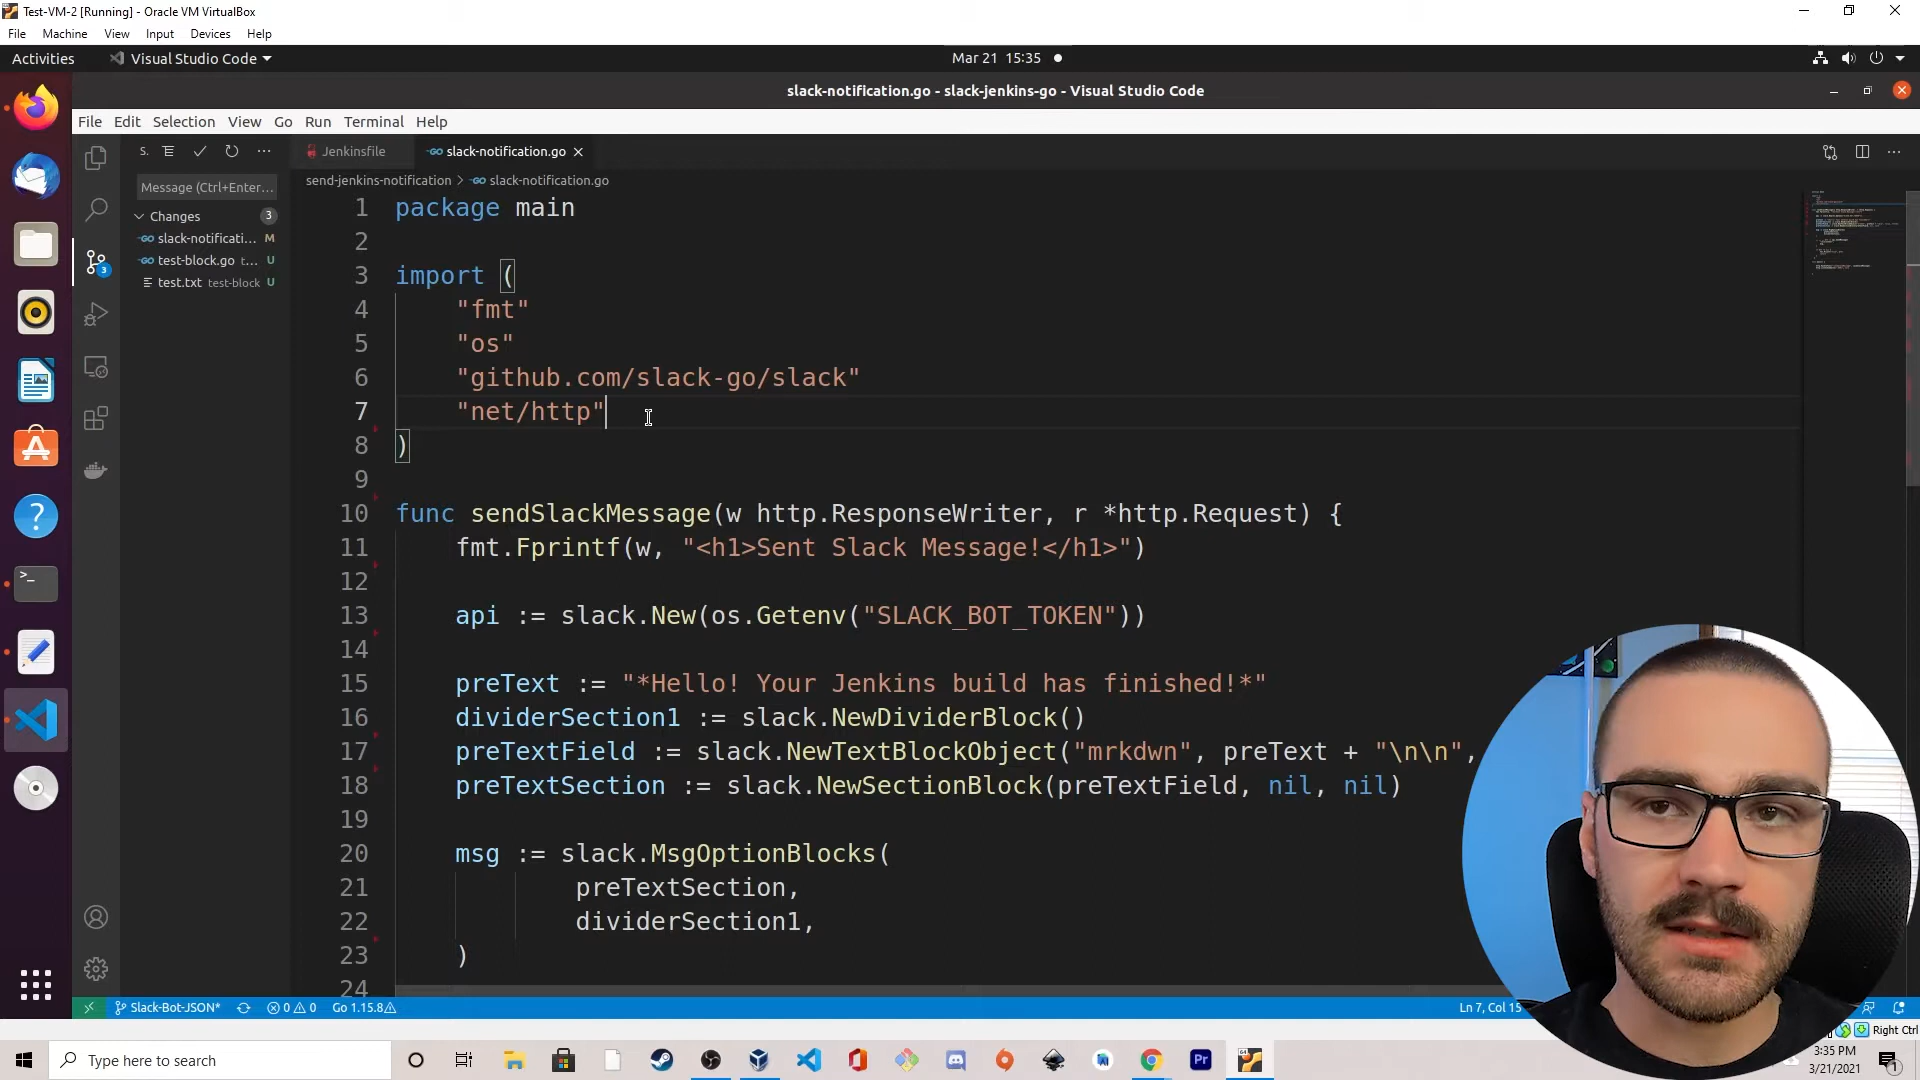 Test-VM-2 [Running] - Oracle VM VirtualBox
File Machine View Input Devices Help
Activities Visual Studio Code Mar 21 15:35
slack-notification.go - slack-jenkins-go - Visual Studio Code
File Edit Selection View Go Run Terminal Help
S. Jenkinsfile slack-notification.go
Message (Ctrl+Enter...
send-jenkins-notification > slack-notification.go
Changes 3
slack-notificati... M
test-block.go t... U
test.txt test-block U
3
1 package main
2
3 import (
4 "fmt"
5 "os"
6 "github.com/slack-go/slack"
7 "net/http"
8 )
9
10 func sendSlackMessage(w http.ResponseWriter, r *http.Request) {
11 fmt.Fprintf(w, "<h1>Sent Slack Message!</h1>")
12
13 api := slack.New(os.Getenv("SLACK_BOT_TOKEN"))
14
15 preText := "*Hello! Your Jenkins build has finished!*"
16 dividerSection1 := slack.NewDividerBlock()
17 preTextField := slack.NewTextBlockObject("mrkdwn", preText + "\n\n",
18 preTextSection := slack.NewSectionBlock(preTextField, nil, nil)
19
20 msg := slack.MsgOptionBlocks(
21 preTextSection,
22 dividerSection1,
23 )
24
Slack-Bot-JSON* 0 0 Go 1.15.8 Ln 7, Col 15
Right Ctrl
Type here to search
3:35 PM
3/21/2021
1